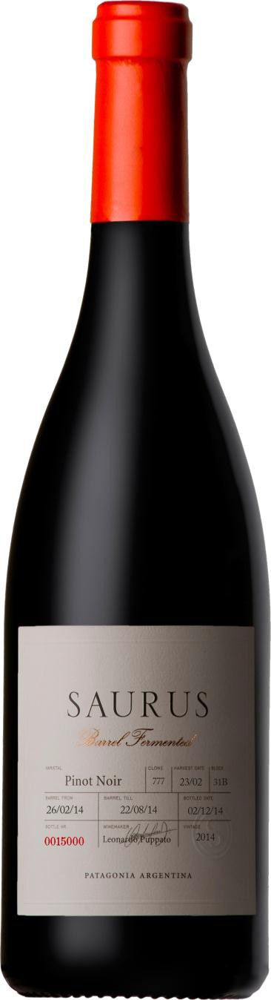 SAURUS
Barrel Fermented
VARIETAL CLONE HARVEST DATE BLOCK
Pinot Noir 777 23/02 31B
BARREL FROM BARREL TILL BOTTLED DATE
26/02/14 22/08/14 02/12/14
BOTTLE NR. WINEMAKER VINTAGE
0015000 Leonardo Puppato 2014
PATAGONIA ARGENTINA